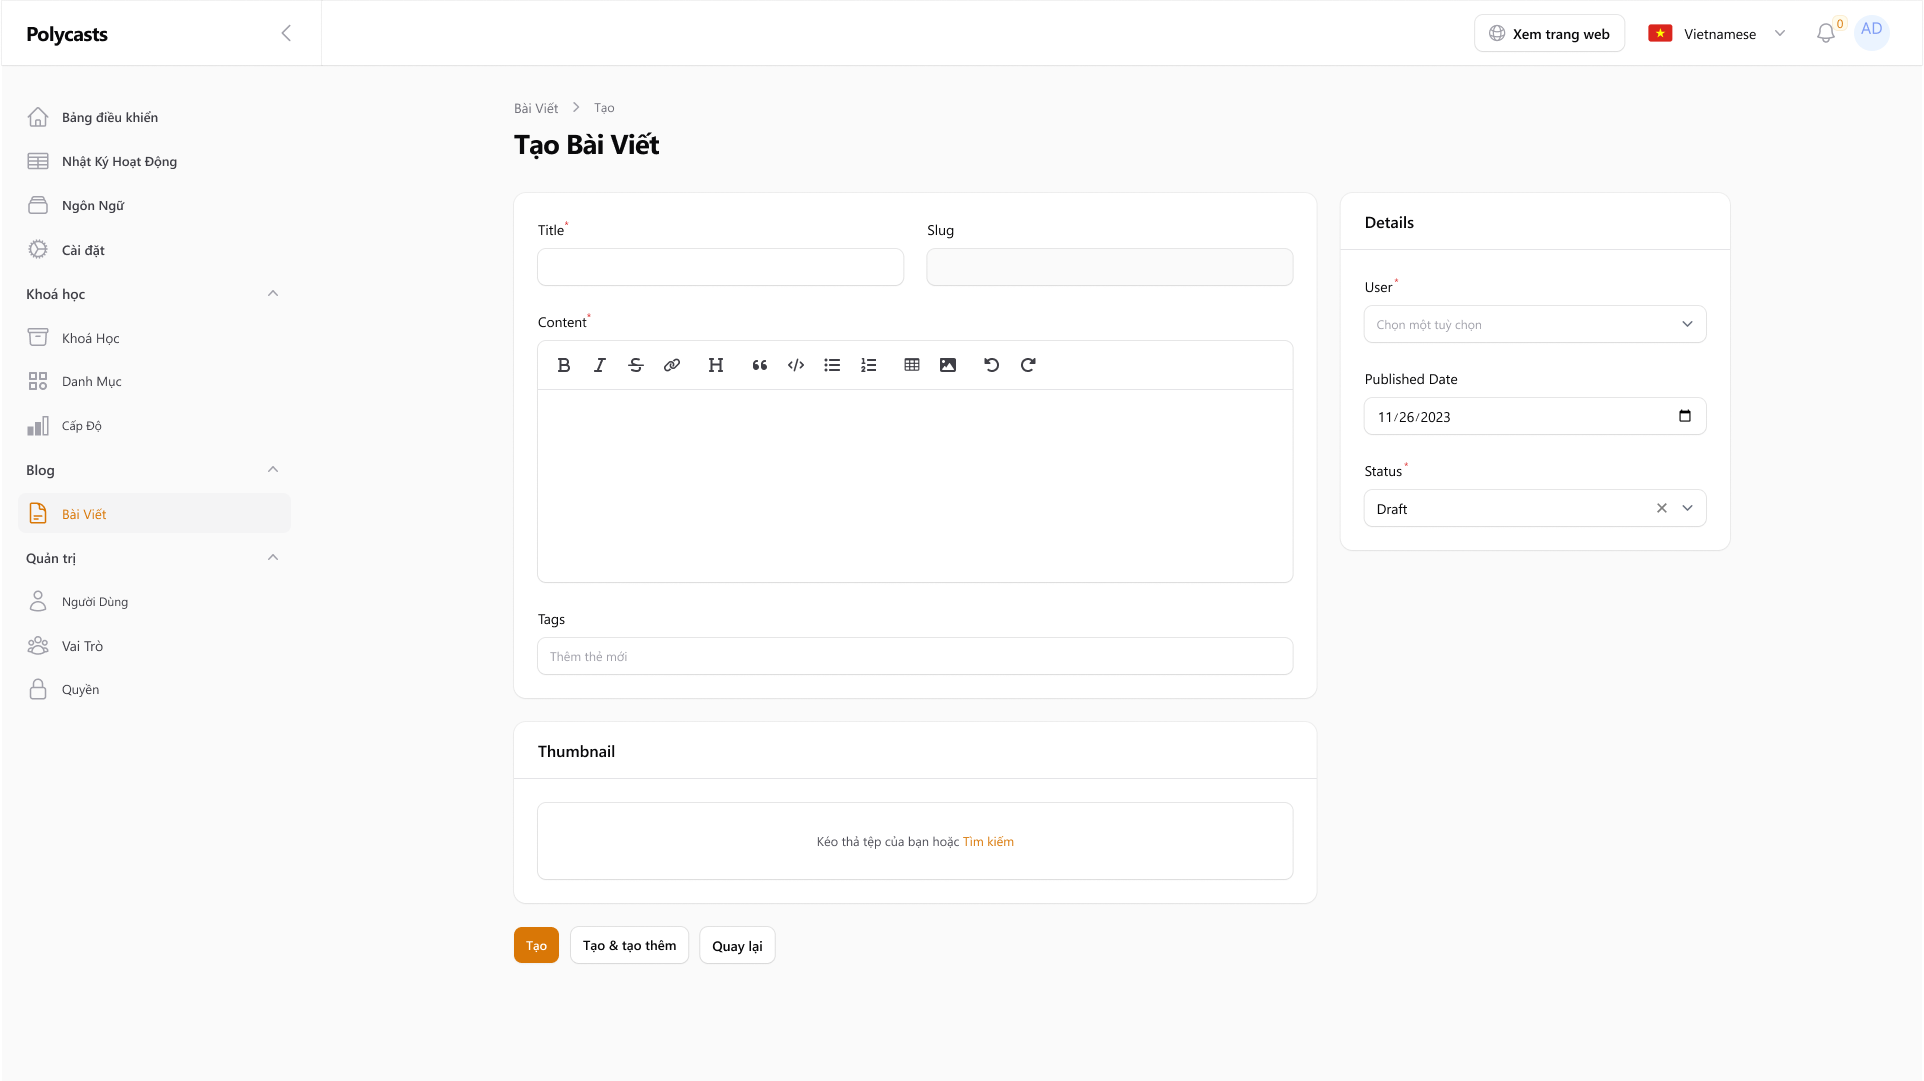 Polycasts
Xem trang web
Vietnamese
0
AD
Bảng điều khiển
Nhật Ký Hoạt Động
Ngôn Ngữ
Cài đặt
Khoá học
Khoá Học
Danh Mục
Cấp Độ
Blog
Bài Viết
Quản trị
Người Dùng
Vai Trò
Quyền
Bài Viết > Tạo
Tạo Bài Viết
Title*
Slug
Content*
Tags
Thêm thẻ mới
Thumbnail
Kéo thả tệp của bạn hoặc Tìm kiếm
Tạo
Tạo & tạo thêm
Quay lại
Details
User*
Chọn một tuỳ chọn
Published Date
11/26/2023
Status*
Draft